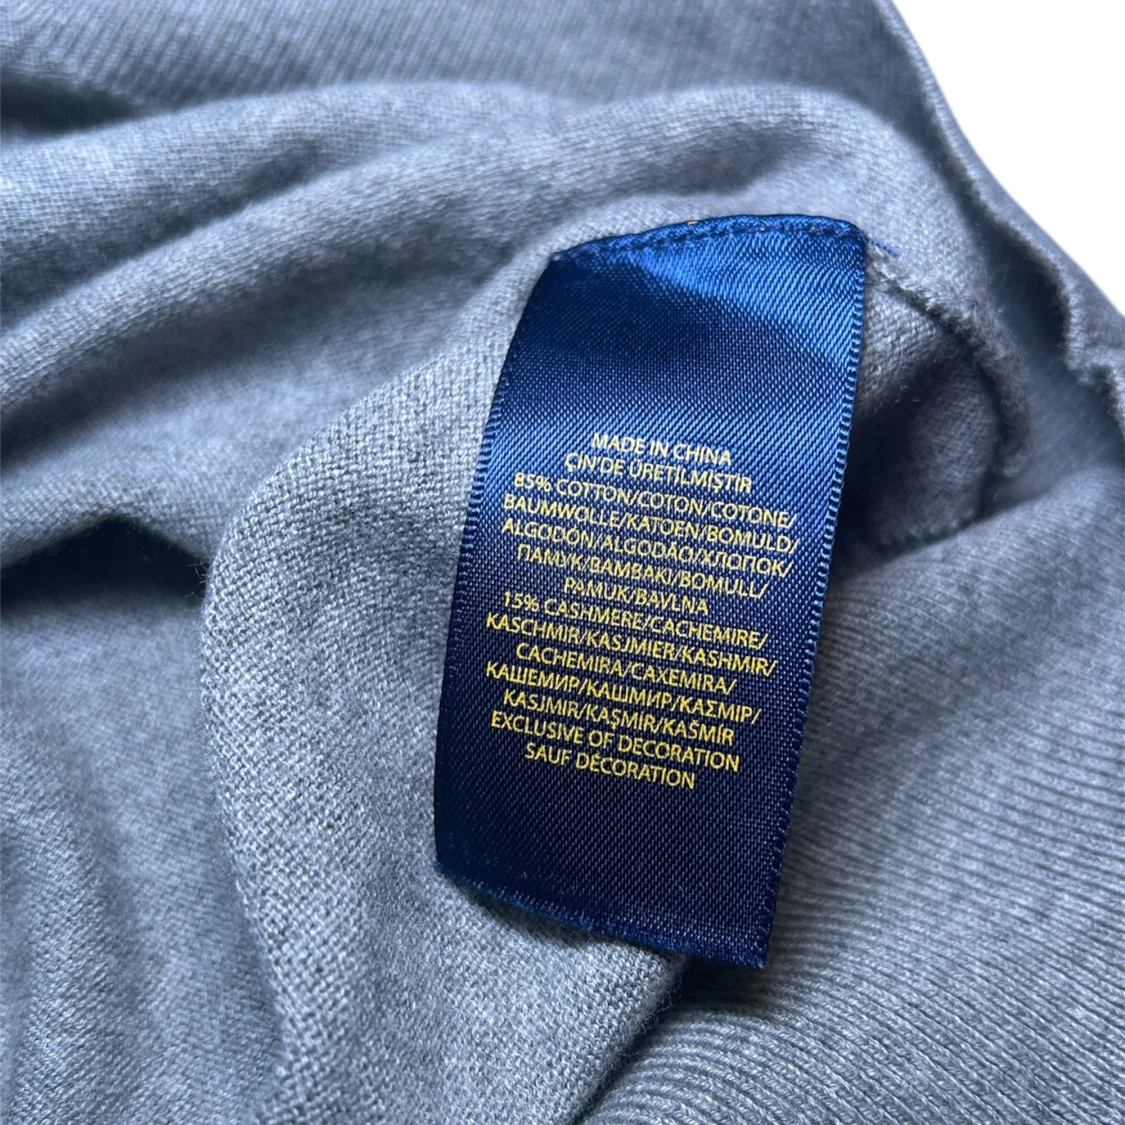 MADE IN CHINA
ÇİN'DE ÜRETİLMİŞTİR
85% COTTON/COTON/COTONE/
BAUMWOLLE/KATOEN/BOMULD/
ALGODÓN/ALGODÃO/ХЛОПОК/
ПАМУК/BAMBAKI/BOMULL/
PAMUK/BAVLNA
15% CASHMERE/CACHEMIRE/
KASCHMIR/KASJMIER/KASHMIR/
CACHEMIRA/CAXEMIRA/
КАШЕМИР/КАШМИР/ΚΑΣΜΙΡ/
KASJMIR/KAŞMİR/KAŠMÍR
EXCLUSIVE OF DECORATION
SAUF DÉCORATION